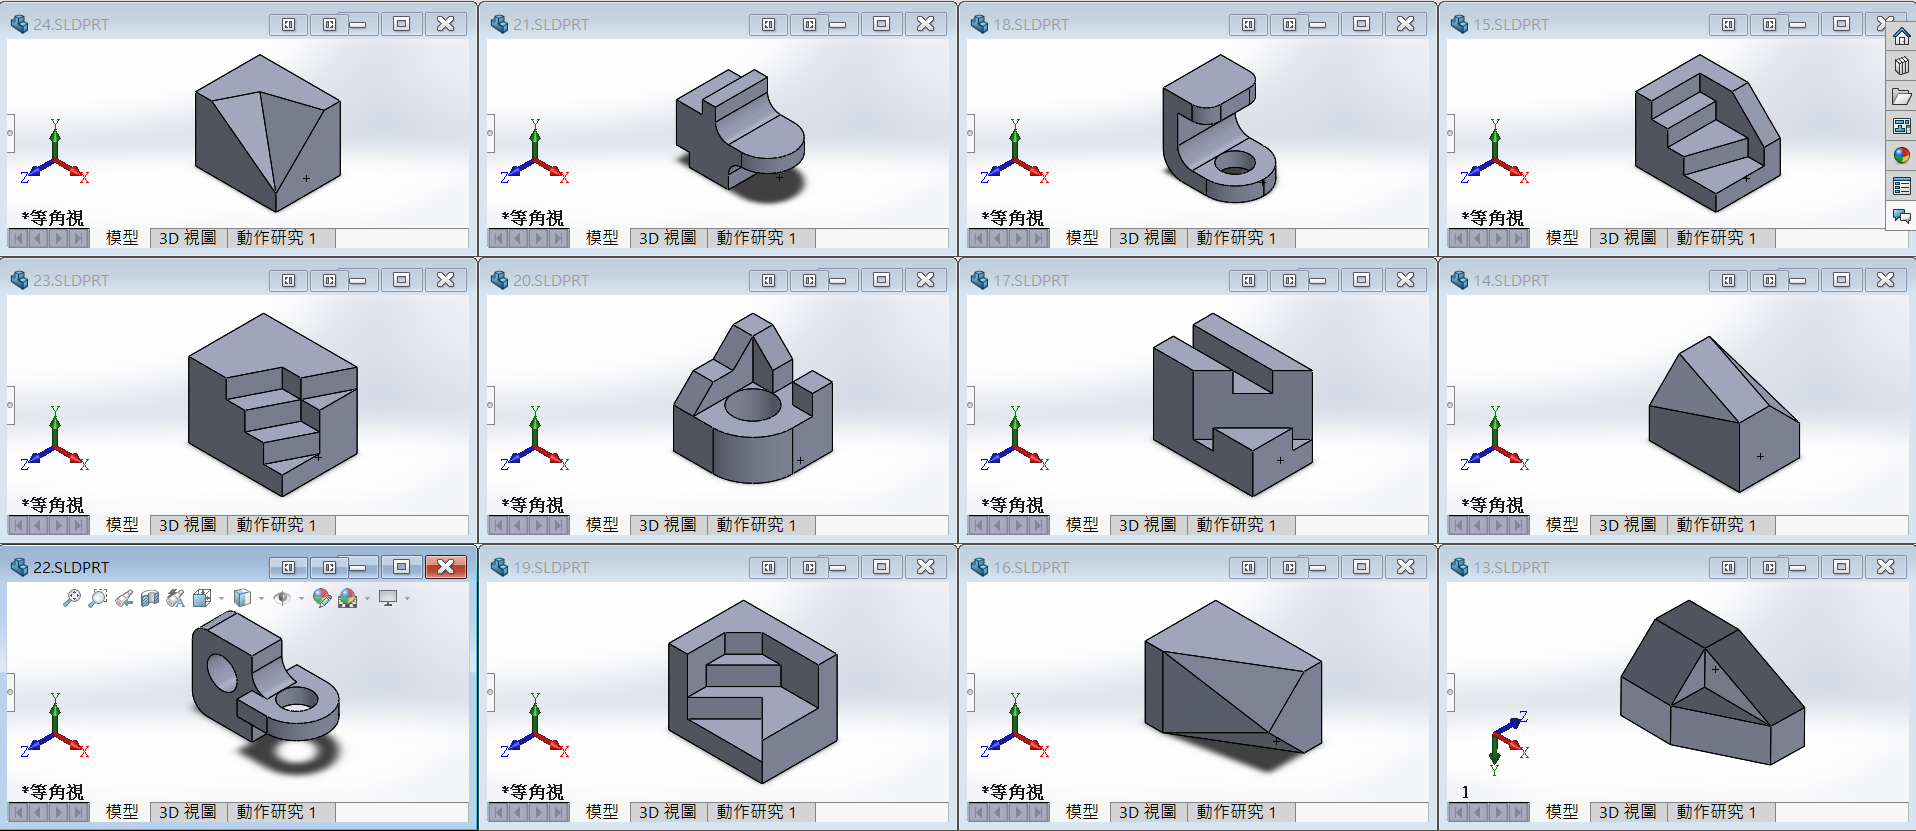 24.SLDPRT
Y
Z
X
*等角視
模型 3D 視圖 動作研究 1
21.SLDPRT
Y
Z
X
*等角視
模型 3D 視圖 動作研究 1
18.SLDPRT
Y
Z
X
*等角視
模型 3D 視圖 動作研究 1
15.SLDPRT
Y
Z
X
*等角視
模型 3D 視圖 動作研究 1
23.SLDPRT
Y
Z
X
*等角視
模型 3D 視圖 動作研究 1
20.SLDPRT
Y
Z
X
*等角視
模型 3D 視圖 動作研究 1
17.SLDPRT
Y
Z
X
*等角視
模型 3D 視圖 動作研究 1
14.SLDPRT
Y
Z
X
*等角視
模型 3D 視圖 動作研究 1
22.SLDPRT
Y
Z
X
*等角視
模型 3D 視圖 動作研究 1
19.SLDPRT
Y
Z
X
*等角視
模型 3D 視圖 動作研究 1
16.SLDPRT
Y
Z
X
*等角視
模型 3D 視圖 動作研究 1
13.SLDPRT
Z
X
Y
1
模型 3D 視圖 動作研究 1